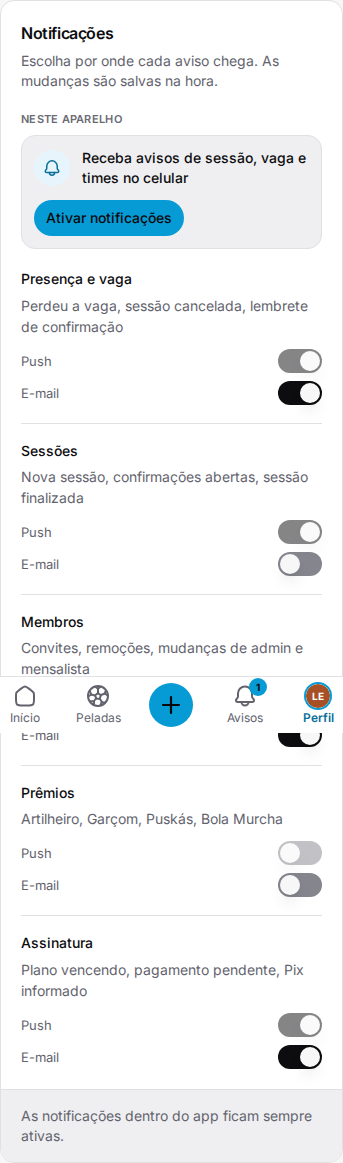 Notificações
Escolha por onde cada aviso chega. As
mudanças são salvas na hora.
NESTE APARELHO
Receba avisos de sessão, vaga e
times no celular
Ativar notificações
Presença e vaga
Perdeu a vaga, sessão cancelada, lembrete
de confirmação
Push
E-mail
Sessões
Nova sessão, confirmações abertas, sessão
finalizada
Push
E-mail
Membros
Convites, remoções, mudanças de admin e
mensalista
1
LE
Início
Peladas
Avisos
Perfil
E-mail
Prêmios
Artilheiro, Garçom, Puskás, Bola Murcha
Push
E-mail
Assinatura
Plano vencendo, pagamento pendente, Pix
informado
Push
E-mail
As notificações dentro do app ficam sempre
ativas.